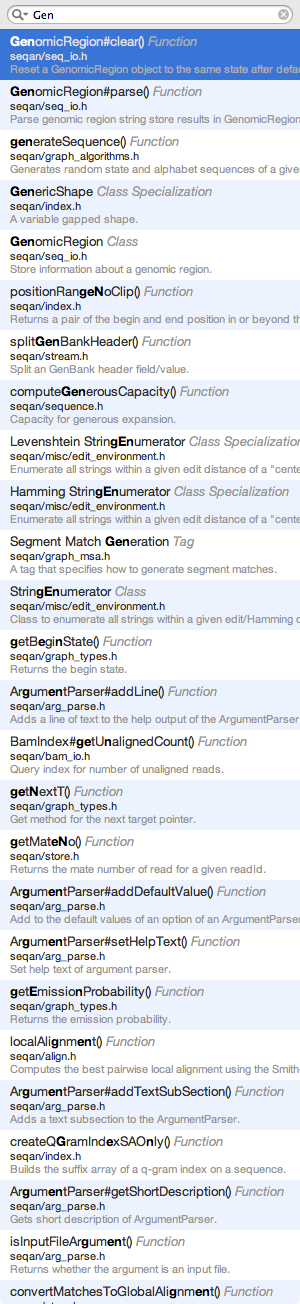 Gen
GenomicRegion#clear() Function
seqan/seq_io.h
Reset a GenomicRegion object to the same state after defa
GenomicRegion#parse() Function
seqan/seq_io.h
Parse genomic region string store results in GenomicRegion
generateSequence() Function
seqan/graph_algorithms.h
Generates random state and alphabet sequences of a give
GenericShape Class Specialization
seqan/index.h
A variable gapped shape.
GenomicRegion Class
seqan/seq_io.h
Store information about a genomic region.
positionRangeNoClip() Function
seqan/index.h
Returns a pair of the begin and end position in or beyond th
splitGenBankHeader() Function
seqan/stream.h
Split an GenBank header field/value.
computeGenerousCapacity() Function
seqan/sequence.h
Capacity for generous expansion.
Levenshtein StringEnumerator Class Specialization
seqan/misc/edit_environment.h
Enumerate all strings within a given edit distance of a "cente
Hamming StringEnumerator Class Specialization
seqan/misc/edit_environment.h
Enumerate all strings within a given edit distance of a "cente
Segment Match Generation Tag
seqan/graph_msa.h
A tag that specifies how to generate segment matches.
StringEnumerator Class
seqan/misc/edit_environment.h
Class to enumerate all strings within a given edit/Hamming d
getBeginState() Function
seqan/graph_types.h
Returns the begin state.
ArgumentParser#addLine() Function
seqan/arg_parse.h
Adds a line of text to the help output of the ArgumentParser
BamIndex#getUnalignedCount() Function
seqan/bam_io.h
Query index for number of unaligned reads.
getNextT() Function
seqan/graph_types.h
Get method for the next target pointer.
getMateNo() Function
seqan/store.h
Returns the mate number of read for a given readId.
ArgumentParser#addDefaultValue() Function
seqan/arg_parse.h
Add to the default values of an option of an ArgumentParser
ArgumentParser#setHelpText() Function
seqan/arg_parse.h
Set help text of argument parser.
getEmissionProbability() Function
seqan/graph_types.h
Returns the emission probability.
localAlignment() Function
seqan/align.h
Computes the best pairwise local alignment using the Smith-
ArgumentParser#addTextSubSection() Function
seqan/arg_parse.h
Adds a text subsection to the ArgumentParser.
createQGramIndexSAOnly() Function
seqan/index.h
Builds the suffix array of a q-gram index on a sequence.
ArgumentParser#getShortDescription() Function
seqan/arg_parse.h
Gets short description of ArgumentParser.
isInputFileArgument() Function
seqan/arg_parse.h
Returns whether the argument is an input file.
convertMatchesToGlobalAlignment() Function